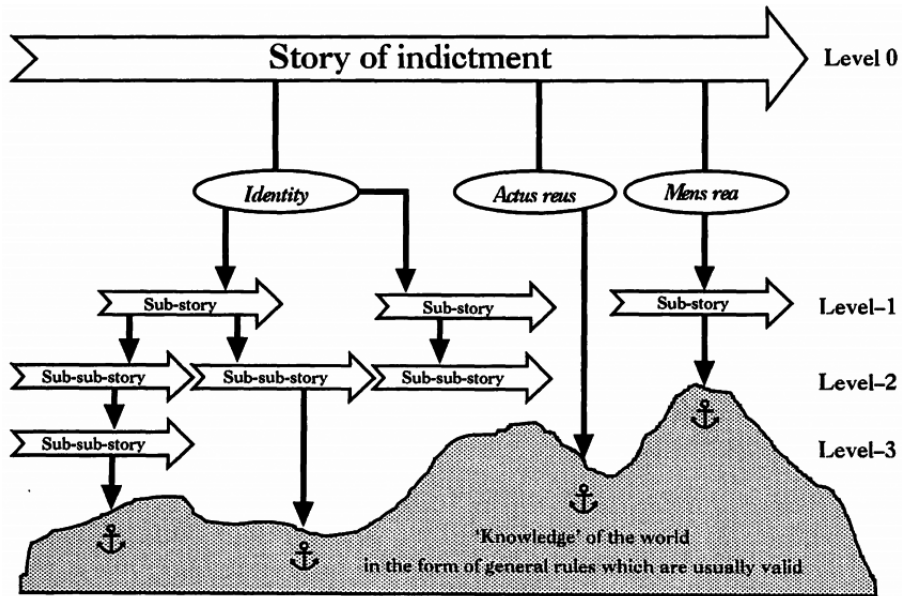 Story of indictment
Level 0
Identity
Actus reus
Mens rea
Sub-story
Sub-story
Sub-story
Level–1
Sub-sub-story
Sub-sub-story
Sub-sub-story
Level–2
Sub-sub-story
Level–3
'Knowledge' of the world
in the form of general rules which are usually valid